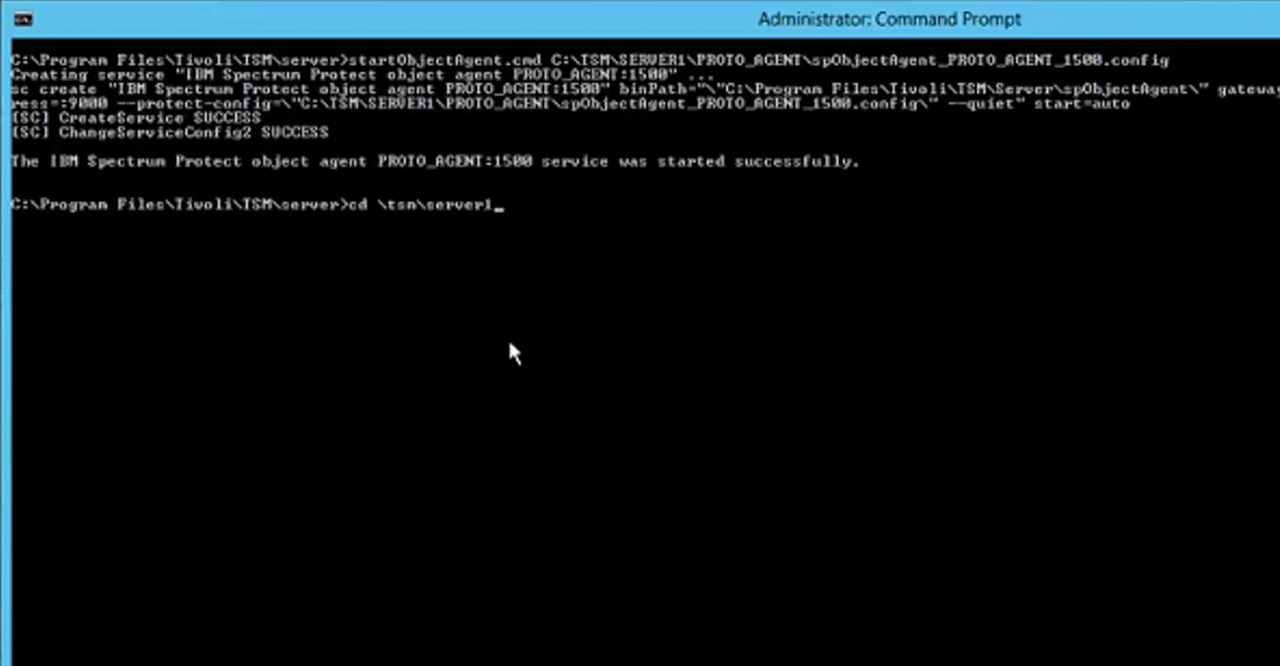 Administrator: Command Prompt
C:\Program Files\Tivoli\TSM\server>startObjectAgent.cmd C:\TSM\SERVER1\PROTO_AGENT\spObjectAgent_PROTO_AGENT_1500.config
Creating service "IBM Spectrum Protect object agent PROTO_AGENT:1500" ...
sc create "IBM Spectrum Protect object agent PROTO_AGENT:1500" binPath="\"C:\Program Files\Tivoli\TSM\Server\spObjectAgent\" gateway
ress=:9000 --protect-config=\"C:\TSM\SERVER1\PROTO_AGENT\spObjectAgent_PROTO_AGENT_1500.config\" --quiet" start=auto
[SC] CreateService SUCCESS
[SC] ChangeServiceConfig2 SUCCESS
The IBM Spectrum Protect object agent PROTO_AGENT:1500 service was started successfully.
C:\Program Files\Tivoli\TSM\server>cd \tsm\server1_